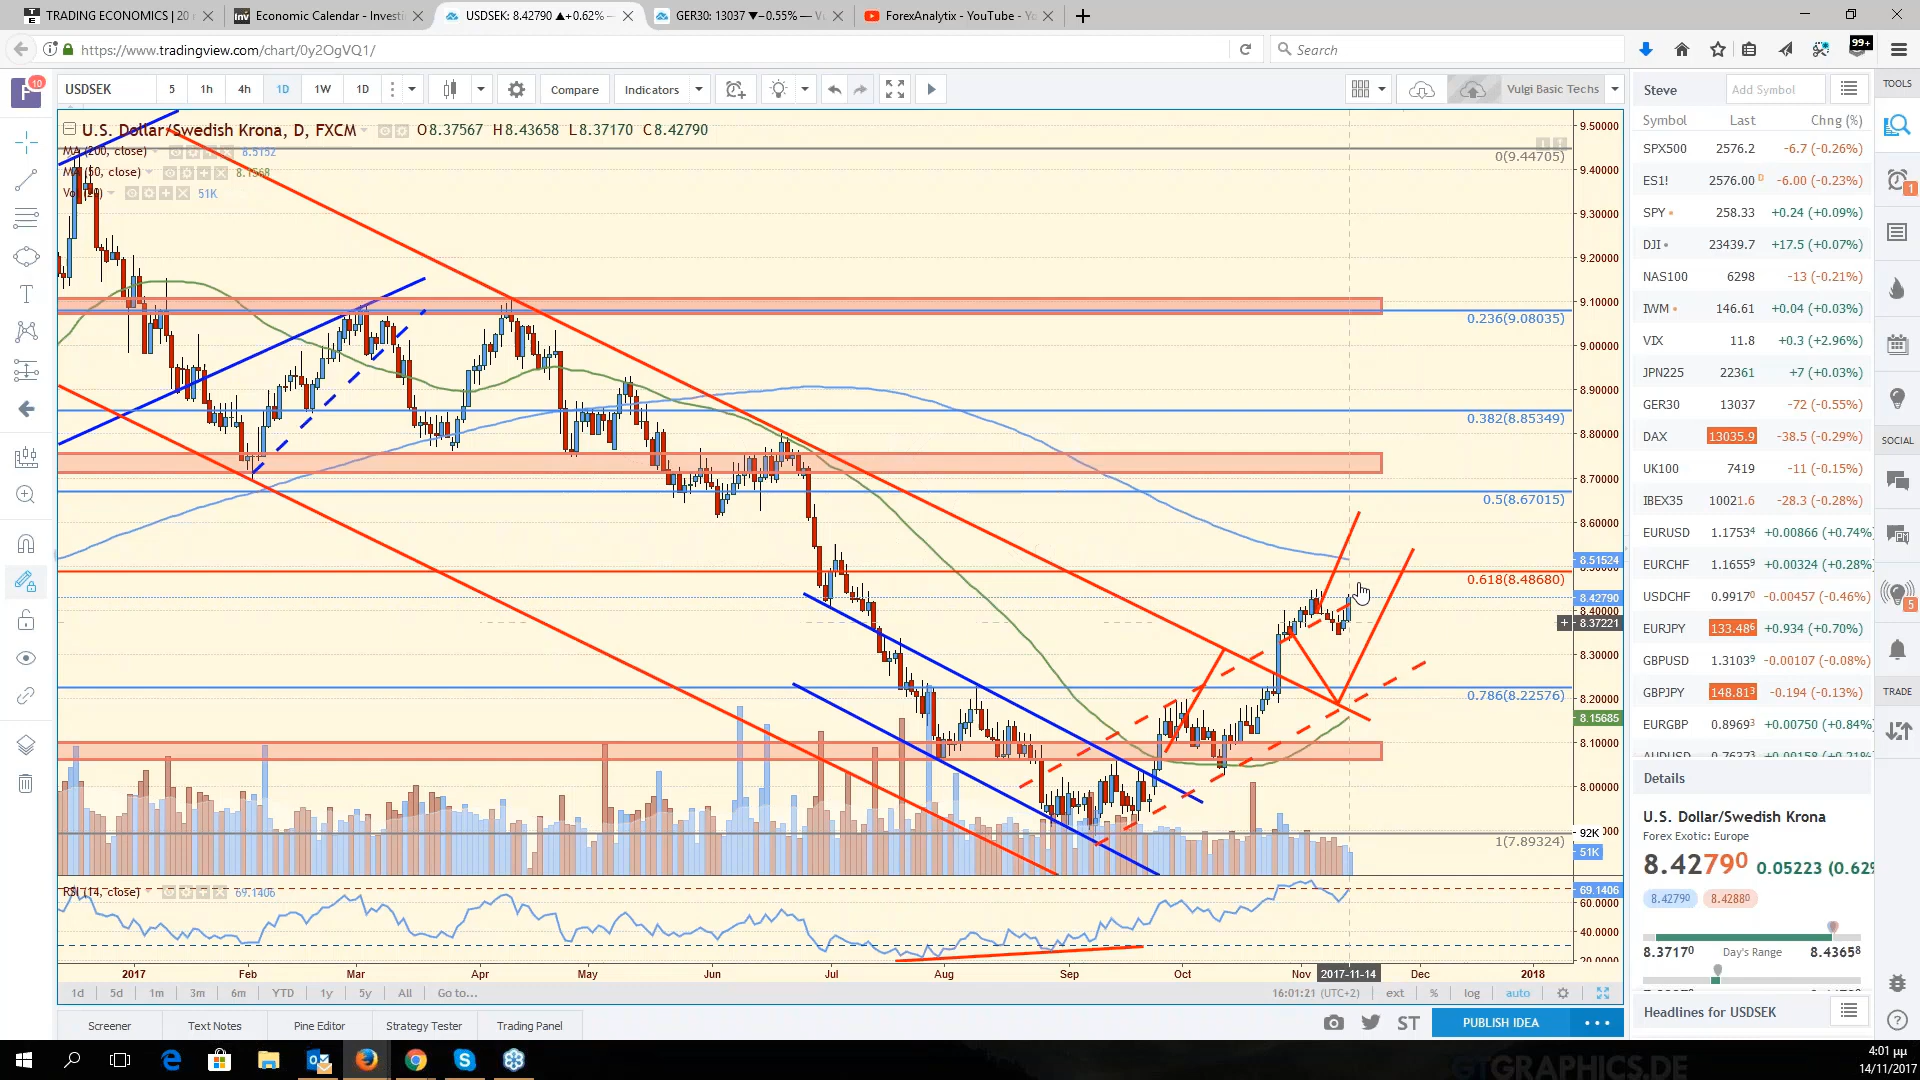 TRADING ECONOMICS | 20
Economic Calendar - Investi
USDSEK: 8.42790 ▲+0.62% —
GER30: 13037 ▼−0.55% — Vu
ForexAnalytix - YouTube - Yo
https://www.tradingview.com/chart/0y2OgVQ1/
Search
99+
10
USDSEK 5 1h 4h 1D 1W 1D Compare Indicators Vulgi Basic Techs
U.S. Dollar/Swedish Krona, D, FXCM O8.37567 H8.43658 L8.37170 C8.42790
MA (200, close) 8.5152
MA (50, close) 8.1568
Vol (20) 51K
0(9.44705)
0.236(9.08035)
0.382(8.85349)
0.5(8.67015)
0.618(8.48680)
0.786(8.22576)
1(7.89324)
9.50000
9.40000
9.30000
9.20000
9.10000
9.00000
8.90000
8.80000
8.70000
8.60000
8.51524
8.42790
8.40000
8.37221
8.30000
8.20000
8.15685
8.10000
8.00000
92K
51K
RSI (14, close) 69.1406
69.1406
60.0000
40.0000
20.0000
2017 Feb Mar Apr May Jun Jul Aug Sep Oct Nov 2017-11-14 Dec 2018
1d 5d 1m 3m 6m YTD 1y 5y All Go to... 16:01:21 (UTC+2) ext % log auto
Screener Text Notes Pine Editor Strategy Tester Trading Panel ST PUBLISH IDEA
Steve Add Symbol
Symbol Last Chng (%)
SPX500 2576.2 -6.7 (-0.26%)
ES1! 2576.00 D -6.00 (-0.23%)
SPY 258.33 +0.24 (+0.09%)
DJI 23439.7 +17.5 (+0.07%)
NAS100 6298 -13 (-0.21%)
IWM 146.61 +0.04 (+0.03%)
VIX 11.8 +0.3 (+2.96%)
JPN225 22361 +7 (+0.03%)
GER30 13037 -72 (-0.55%)
DAX 13035.9 -38.5 (-0.29%)
UK100 7419 -11 (-0.15%)
IBEX35 10021.6 -28.3 (-0.28%)
EURUSD 1.17534 +0.00866 (+0.74%)
EURCHF 1.16559 +0.00324 (+0.28%)
USDCHF 0.99170 -0.00457 (-0.46%)
EURJPY 133.486 +0.934 (+0.70%)
GBPUSD 1.31039 -0.00107 (-0.08%)
GBPJPY 148.813 -0.194 (-0.13%)
EURGBP 0.89693 +0.00750 (+0.84%)
Details
U.S. Dollar/Swedish Krona
Forex Exotic: Europe
8.42790 0.05223 (0.62%
8.42790 8.42880
8.37170 Day's Range 8.43658
Headlines for USDSEK
TOOLS
1
SOCIAL
5
TRADE
GTGRAPHICS.DE
4:01 μμ
14/11/2017